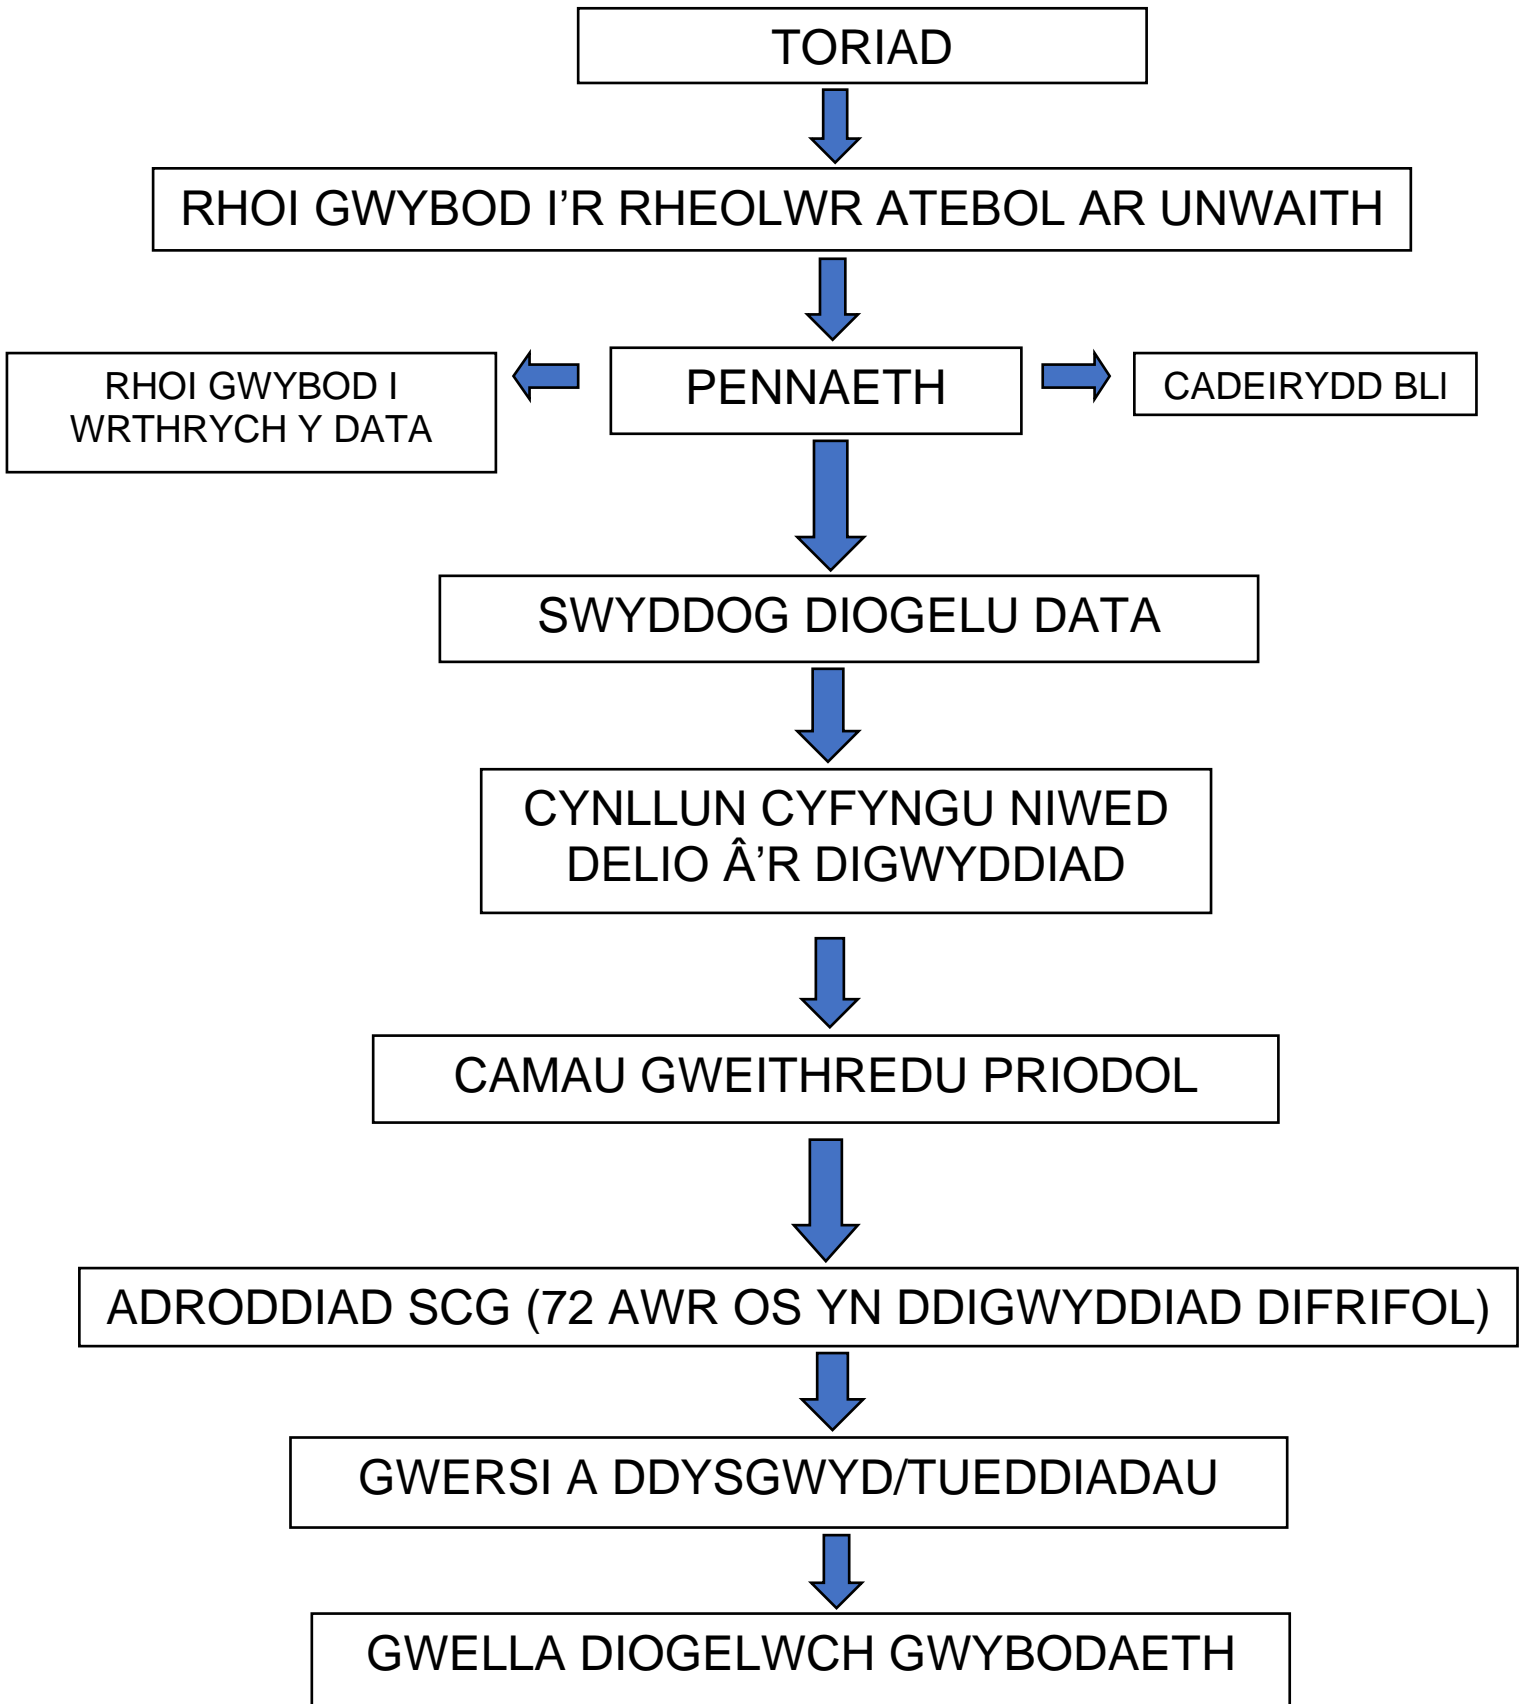 TORIAD
RHOI GWYBOD I’R RHEOLWR ATEBOL AR UNWAITH
RHOI GWYBOD I
WRTHRYCH Y DATA
PENNAETH
CADEIRYDD BLI
SWYDDOG DIOGELU DATA
CYNLLUN CYFYNGU NIWED
DELIO Â’R DIGWYDDIAD
CAMAU GWEITHREDU PRIODOL
ADRODDIAD SCG (72 AWR OS YN DDIGWYDDIAD DIFRIFOL)
GWERSI A DDYSGWYD/TUEDDIADAU
GWELLA DIOGELWCH GWYBODAETH